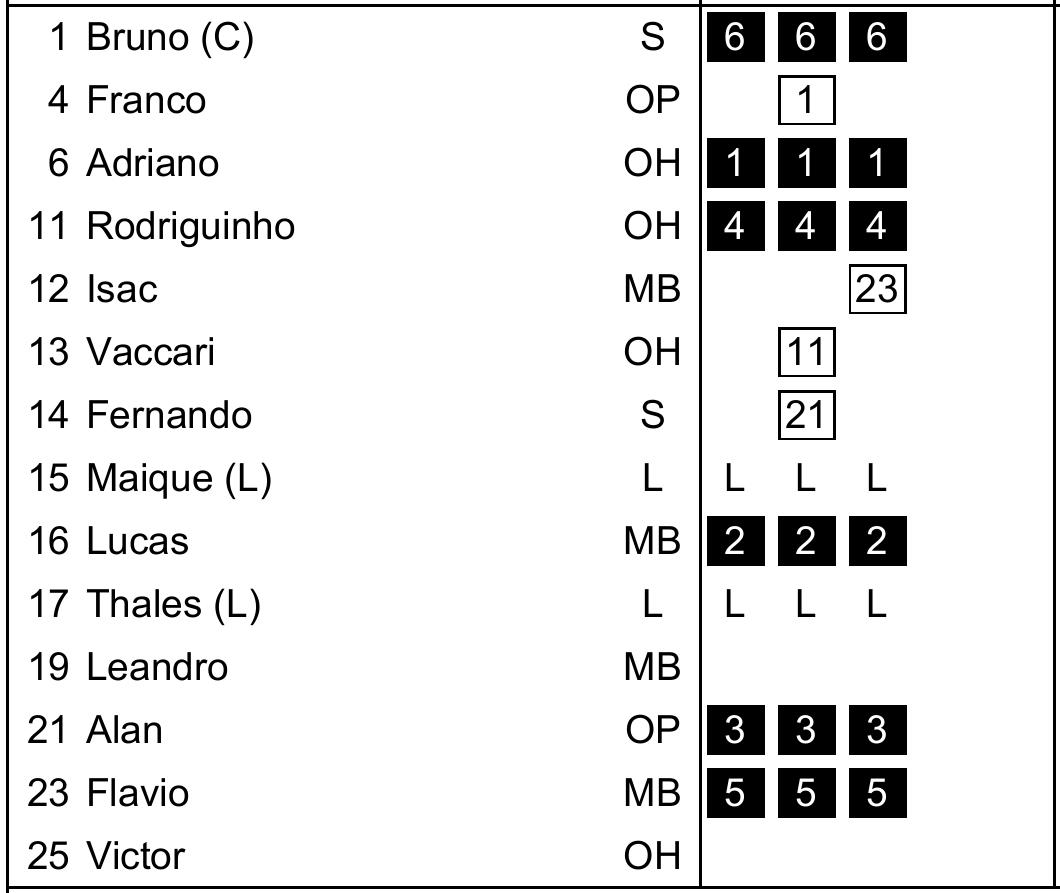 1 Bruno (C) S 6 6 6
4 Franco OP 1
6 Adriano OH 1 1 1
11 Rodriguinho OH 4 4 4
12 Isac MB 23
13 Vaccari OH 11
14 Fernando S 21
15 Maique (L) L L L L
16 Lucas MB 2 2 2
17 Thales (L) L L L L
19 Leandro MB
21 Alan OP 3 3 3
23 Flavio MB 5 5 5
25 Victor OH